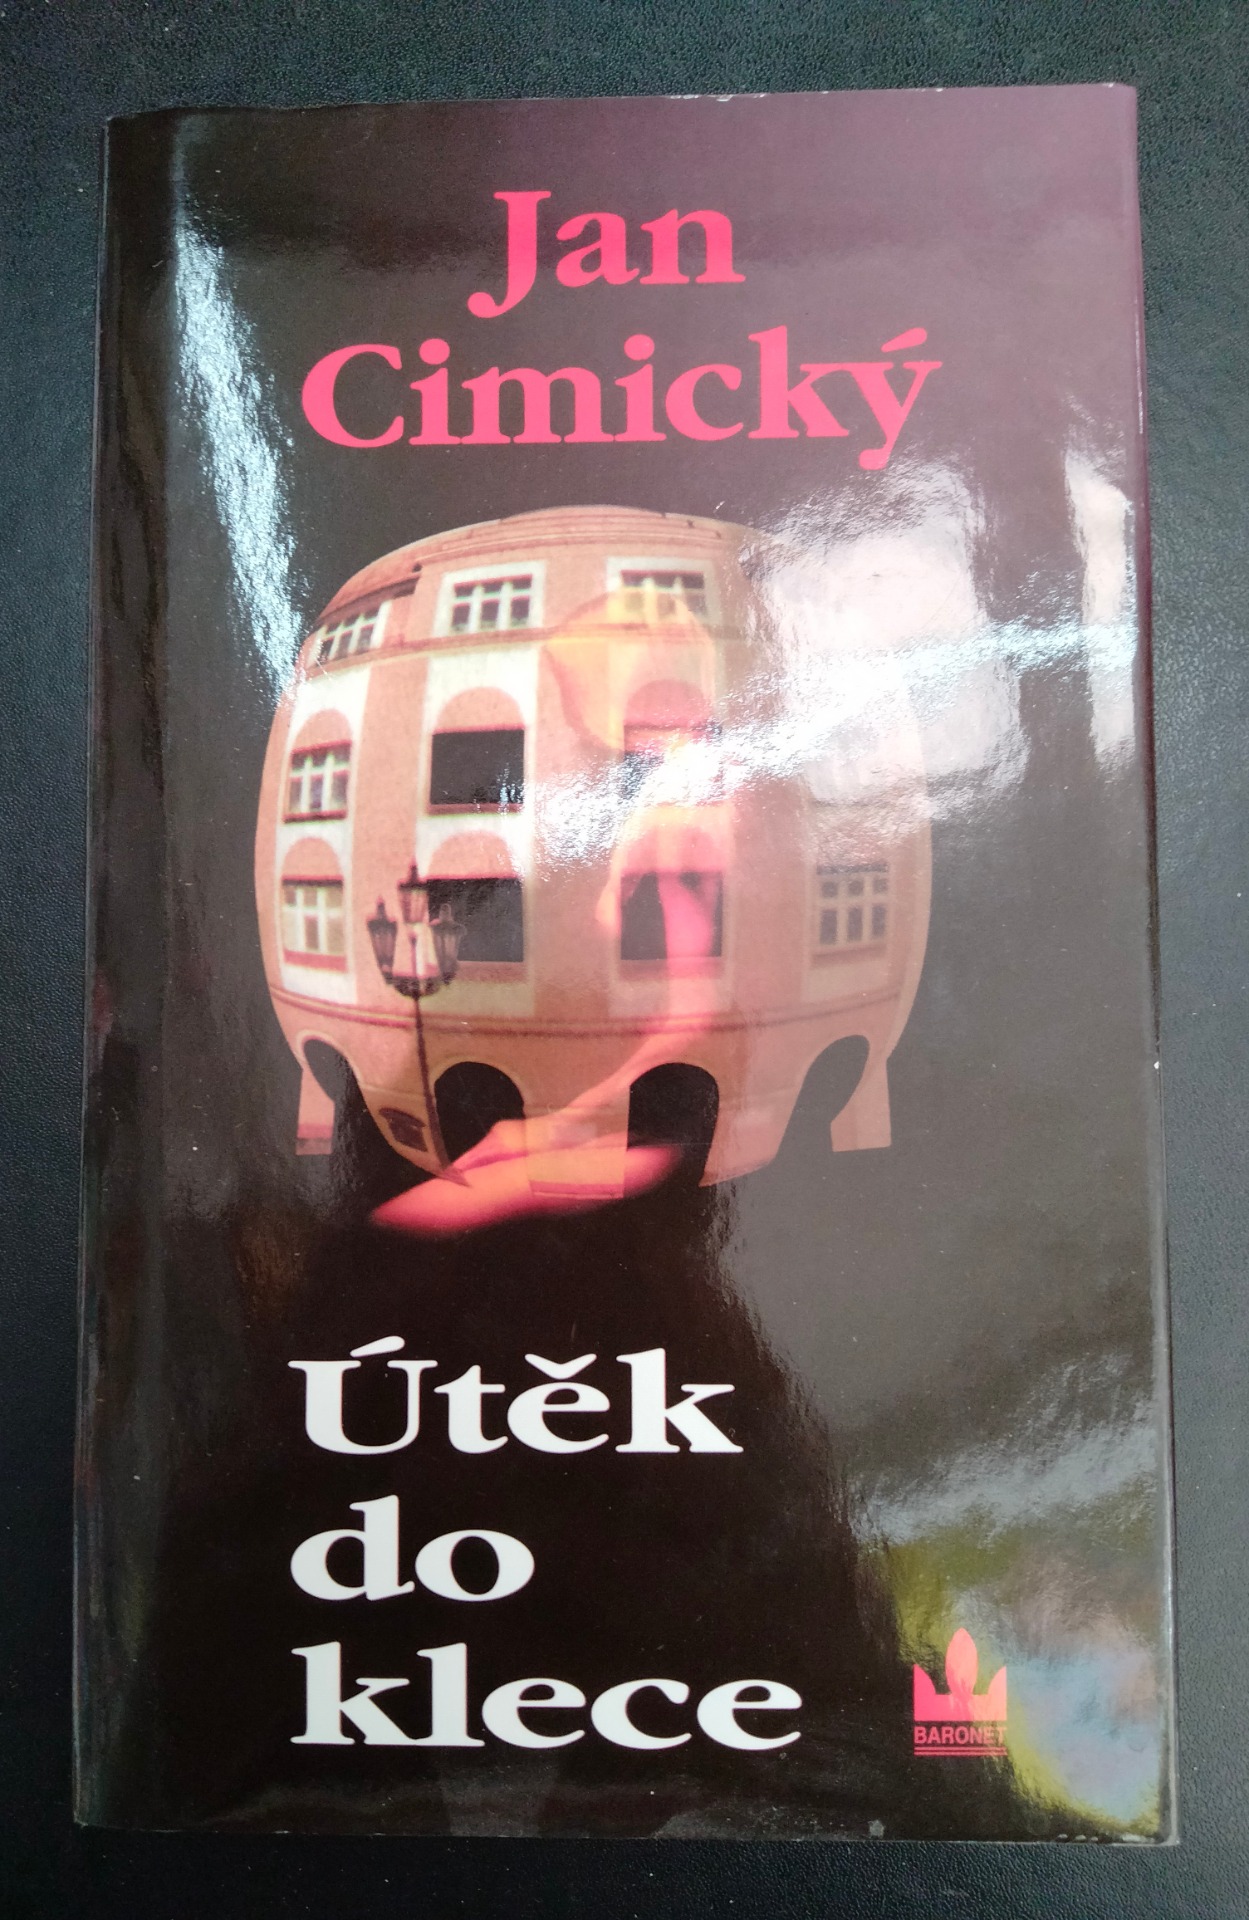 Jan
Cimický
Útěk
do
klece
BARONET